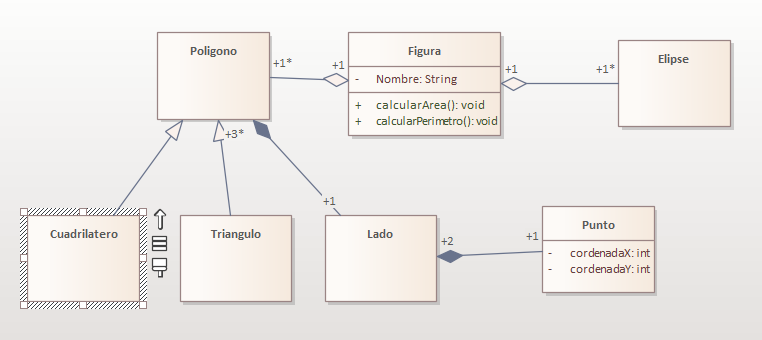 Poligono
Figura
- Nombre: String
+ calcularArea(): void
+ calcularPerimetro(): void
Elipse
+1*
+1
+1
+1*
+3*
+1
Cuadrilatero
Triangulo
Lado
+2
+1
Punto
- cordenadaX: int
- cordenadaY: int